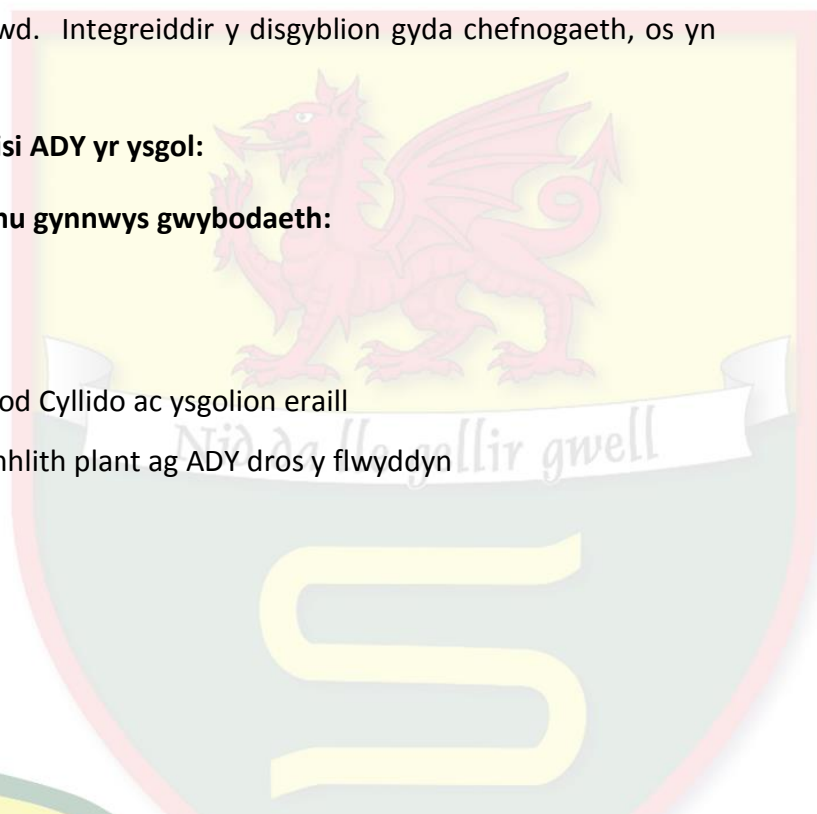 wd. Integreiddir y disgyblion gyda chefnogaeth, os yn
isi ADY yr ysgol:
nu gynnwys gwybodaeth:
od Cyllido ac ysgolion eraill
hlith plant ag ADY dros y flwyddyn
Nid da lle gellir gwell